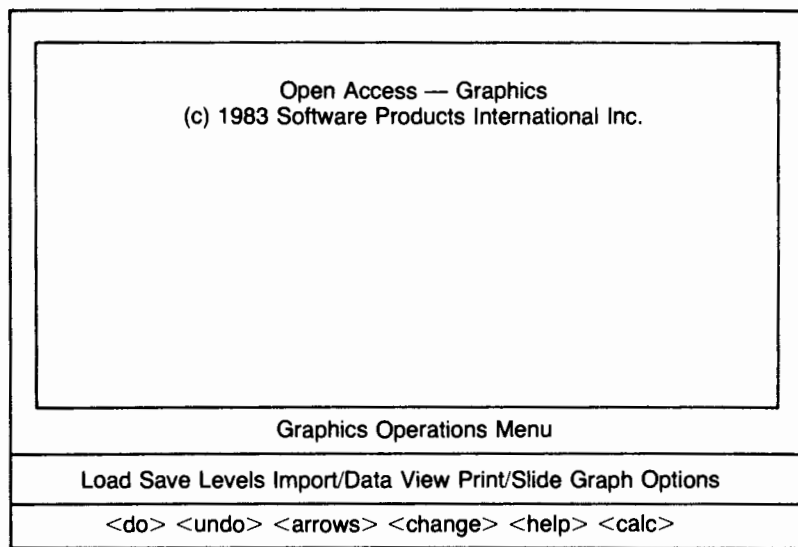 Open Access — Graphics
(c) 1983 Software Products International Inc.
Graphics Operations Menu
Load Save Levels Import/Data View Print/Slide Graph Options
<do> <undo> <arrows> <change> <help> <calc>